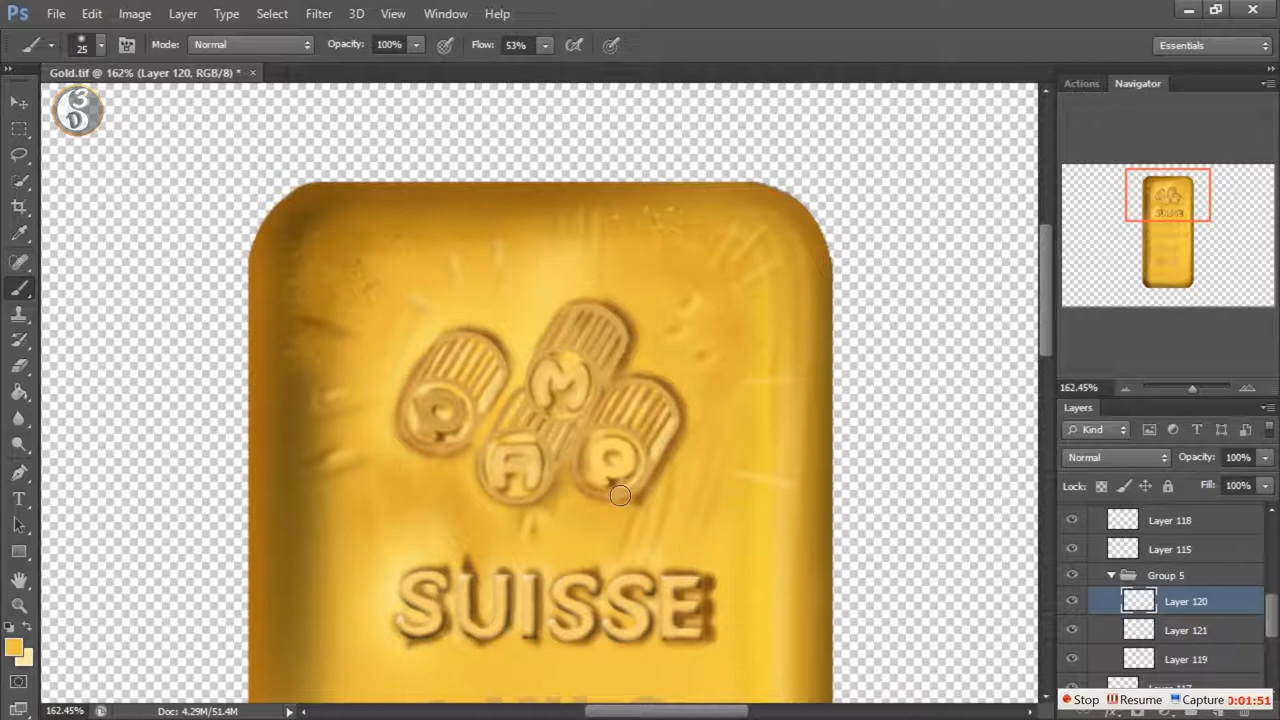 Ps File Edit Image Layer Type Select Filter 3D View Window Help
25 Mode: Normal Opacity: 100% Flow: 53% Essentials
Gold.tif @ 162% (Layer 120, RGB/8) * ×
Actions Navigator
3D
P M A P
SUISSE
162.45%
Layers
Kind
Normal Opacity: 100%
Lock: Fill: 100%
Layer 118
Layer 115
Group 5
Layer 120
Layer 121
Layer 119
Stop Resume Capture 0:01:51
162.45% Doc: 4.29M/51.4M